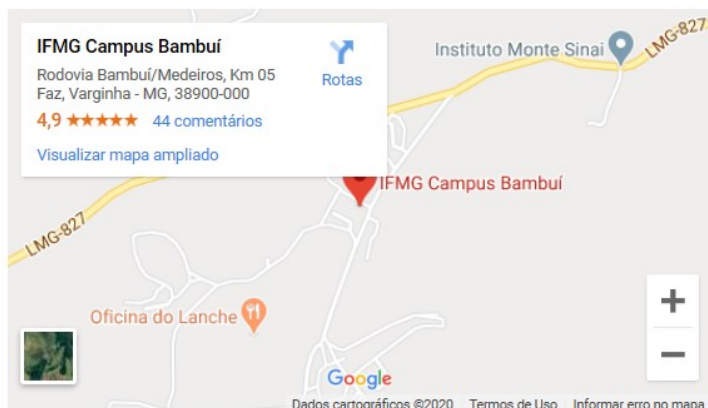 IFMG Campus Bambuí
Rodovia Bambuí/Medeiros, Km 05
Faz, Varginha - MG, 38900-000
4,9 ★★★★★ 44 comentários
Visualizar mapa ampliado
Rotas
Instituto Monte Sinai
LMG-827
IFMG Campus Bambuí
LMG-827
Oficina do Lanche
Google
Dados cartográficos ©2020 Termos de Uso Informar erro no mapa